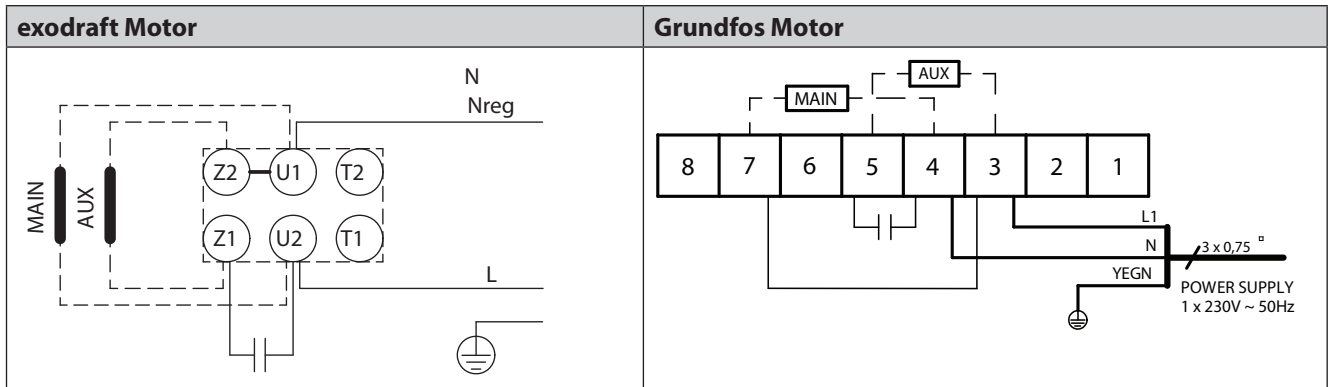 exodraft Motor
Grundfos Motor
N
Nreg
Z2 U1 T2
MAIN
AUX
Z1 U2 T1
L
AUX
MAIN
8 7 6 5 4 3 2 1
L1
N
3 x 0,75 ¤
YEGN
POWER SUPPLY
1 x 230V ~ 50Hz